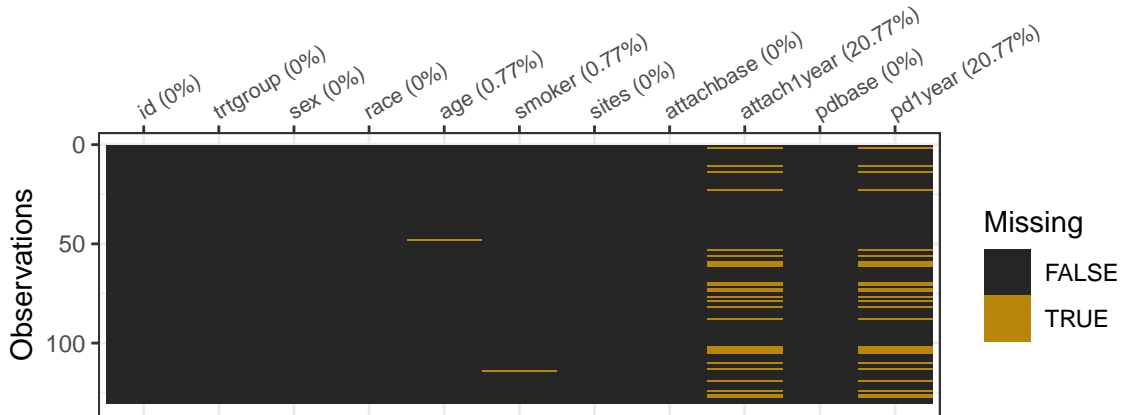 id (0%)
trtgroup (0%)
sex (0%)
race (0%)
age (0.77%)
smoker (0.77%)
sites (0%)
attachbase (0%)
attach1year (20.77%)
pdbase (0%)
pd1year (20.77%)
0
50
100
Observations
Missing
FALSE
TRUE